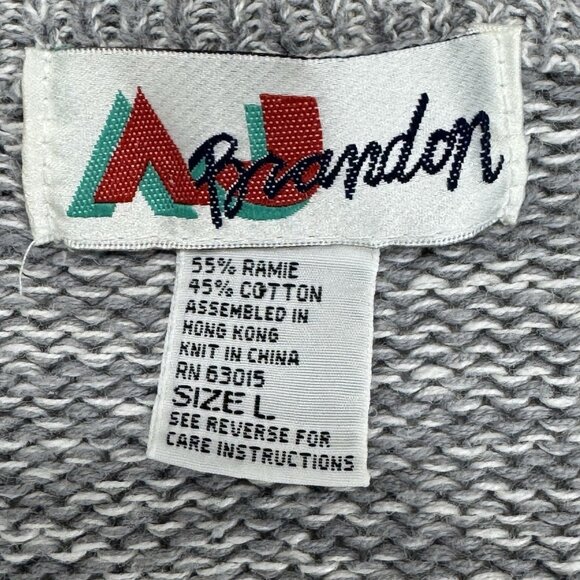 AJ Brandon
55% RAMIE
45% COTTON
ASSEMBLED IN
HONG KONG
KNIT IN CHINA
RN 63015
SIZE L
SEE REVERSE FOR
CARE INSTRUCTIONS